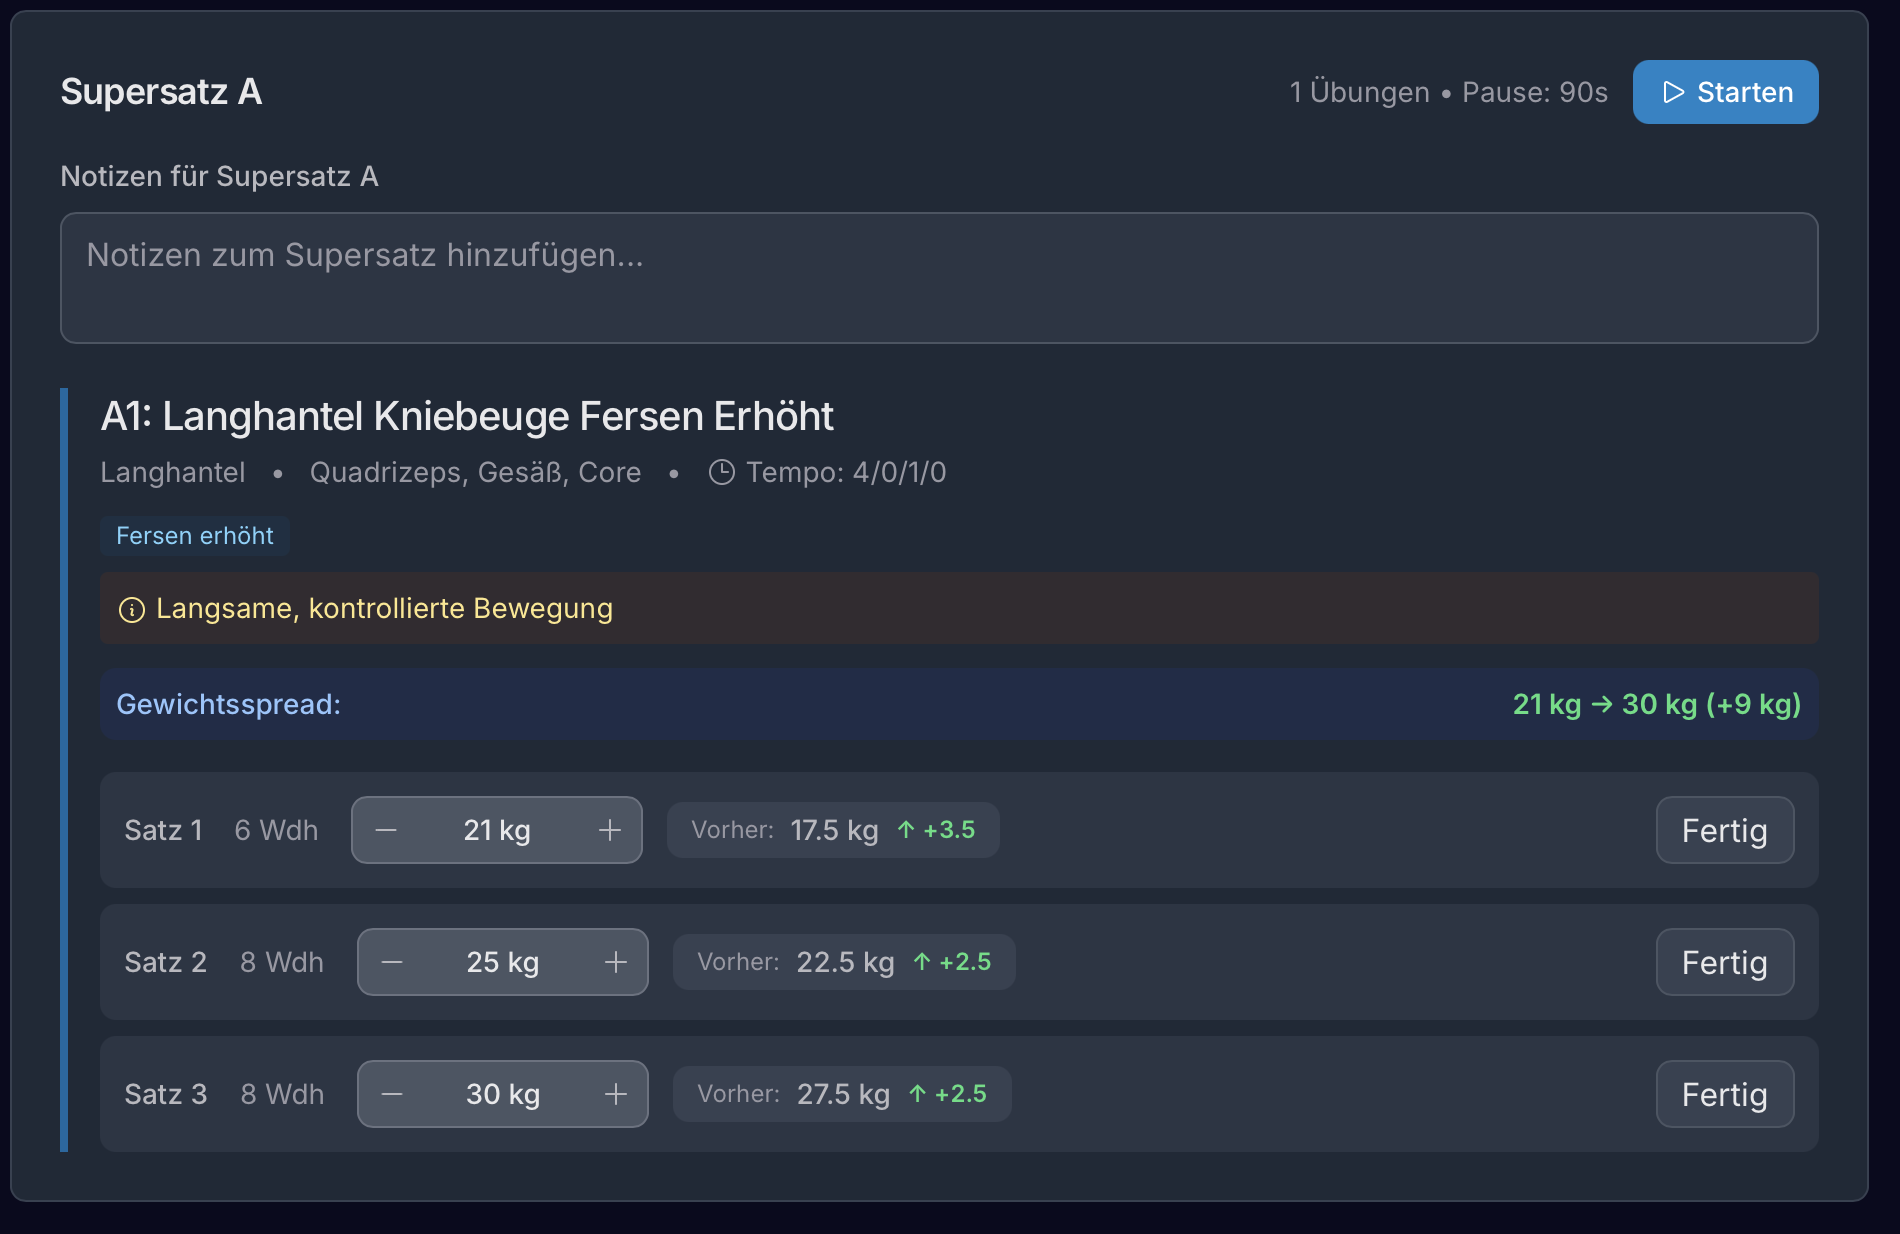 Supersatz A
1 Übungen • Pause: 90s
Starten
Notizen für Supersatz A
Notizen zum Supersatz hinzufügen...
A1: Langhantel Kniebeuge Fersen Erhöht
Langhantel • Quadrizeps, Gesäß, Core • Tempo: 4/0/1/0
Fersen erhöht
Langsame, kontrollierte Bewegung
Gewichtsspread: 21 kg → 30 kg (+9 kg)
Satz 1 6 Wdh − 21 kg + Vorher: 17.5 kg ↑ +3.5 Fertig
Satz 2 8 Wdh − 25 kg + Vorher: 22.5 kg ↑ +2.5 Fertig
Satz 3 8 Wdh − 30 kg + Vorher: 27.5 kg ↑ +2.5 Fertig